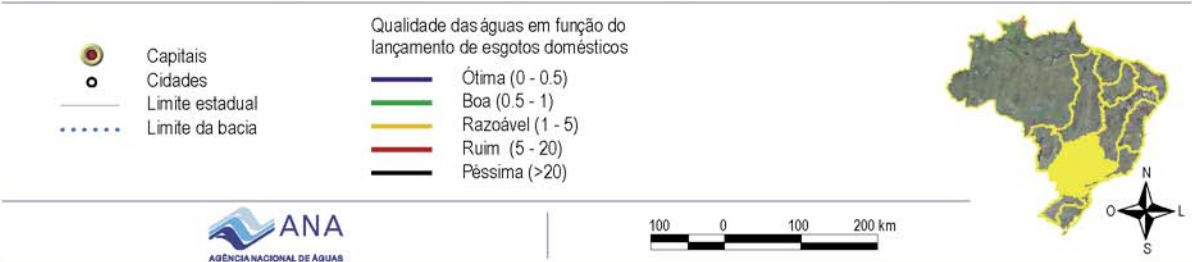 Capitais
Cidades
Limite estadual
Limite da bacia
Qualidade das águas em função do
lançamento de esgotos domésticos
Ótima (0 - 0.5)
Boa (0.5 - 1)
Razoável (1 - 5)
Ruim (5 - 20)
Péssima (>20)
N
O
L
S
ANA
AGÊNCIA NACIONAL DE ÁGUAS
100 0 100 200 km